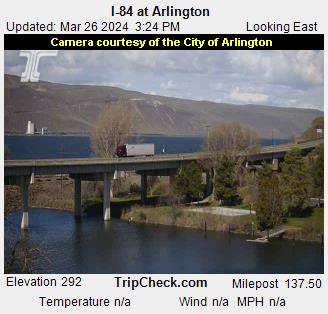 I-84 at Arlington
Updated: Mar 26 2024 3:24 PM Looking East
Camera courtesy of the City of Arlington
Elevation 292 TripCheck.com Milepost 137.50
Temperature n/a Wind n/a MPH n/a